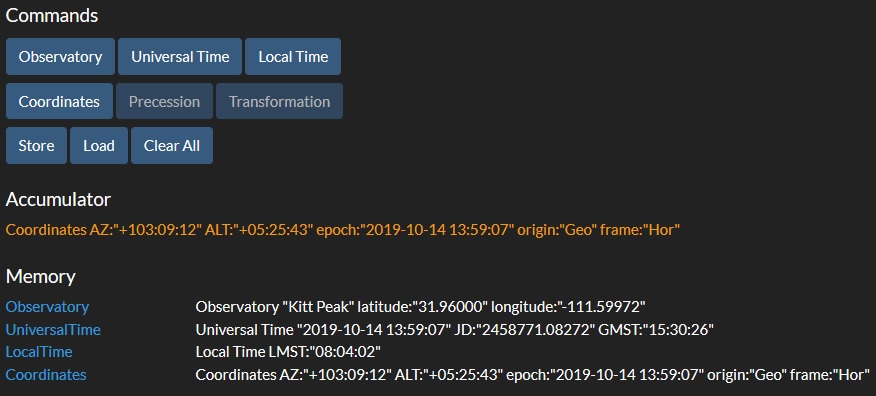 Commands
Observatory Universal Time Local Time
Coordinates Precession Transformation
Store Load Clear All
Accumulator
Coordinates AZ:"+103:09:12" ALT:"+05:25:43" epoch:"2019-10-14 13:59:07" origin:"Geo" frame:"Hor"
Memory
Observatory Observatory "Kitt Peak" latitude:"31.96000" longitude:"-111.59972"
UniversalTime Universal Time "2019-10-14 13:59:07" JD:"2458771.08272" GMST:"15:30:26"
LocalTime Local Time LMST:"08:04:02"
Coordinates Coordinates AZ:"+103:09:12" ALT:"+05:25:43" epoch:"2019-10-14 13:59:07" origin:"Geo" frame:"Hor"